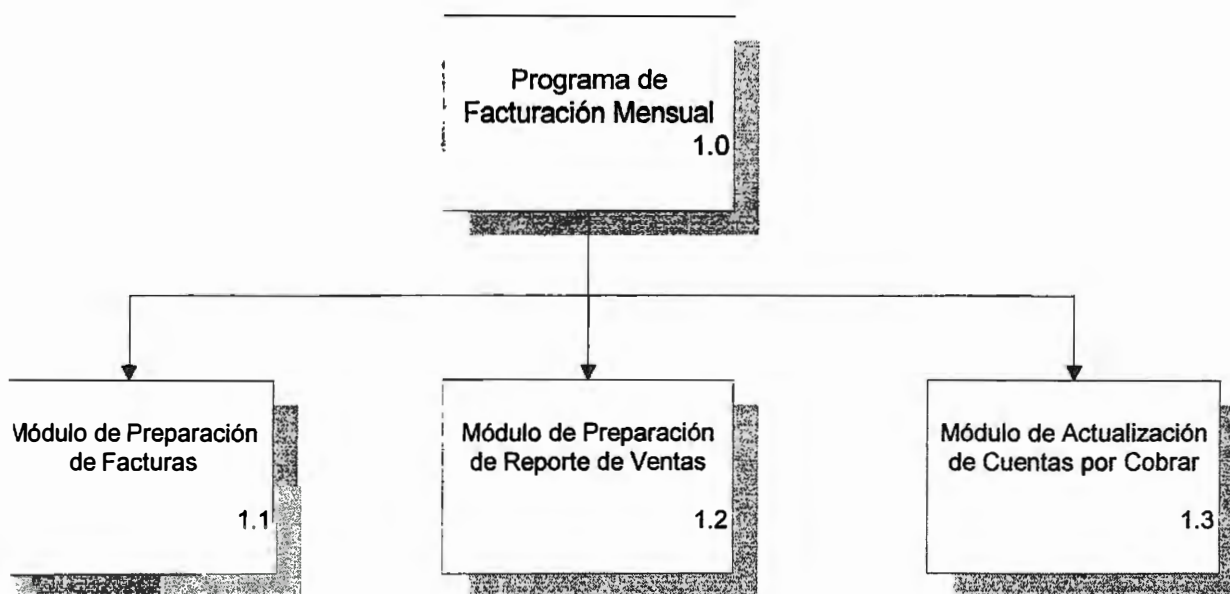 Programa de
Facturación Mensual
1.0
Módulo de Preparación
de Facturas
1.1
Módulo de Preparación
de Reporte de Ventas
1.2
Módulo de Actualización
de Cuentas por Cobrar
1.3